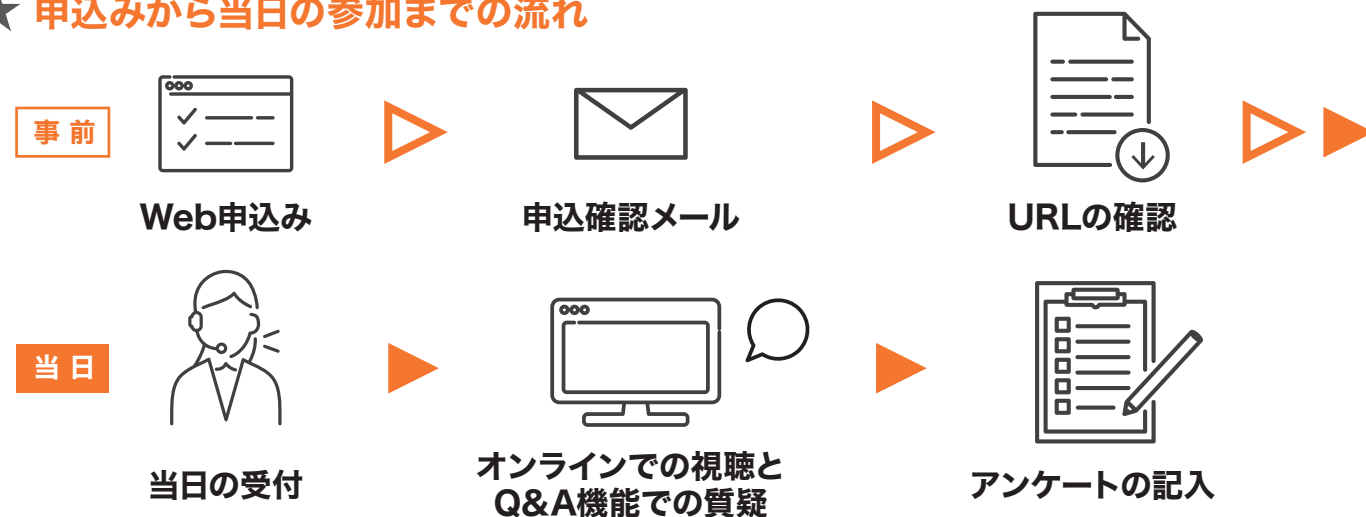 ★ 申込みから当日の参加までの流れ
事前
Web申込み
申込確認メール
URLの確認
当日
当日の受付
オンラインでの視聴と
Q&A機能での質疑
アンケートの記入